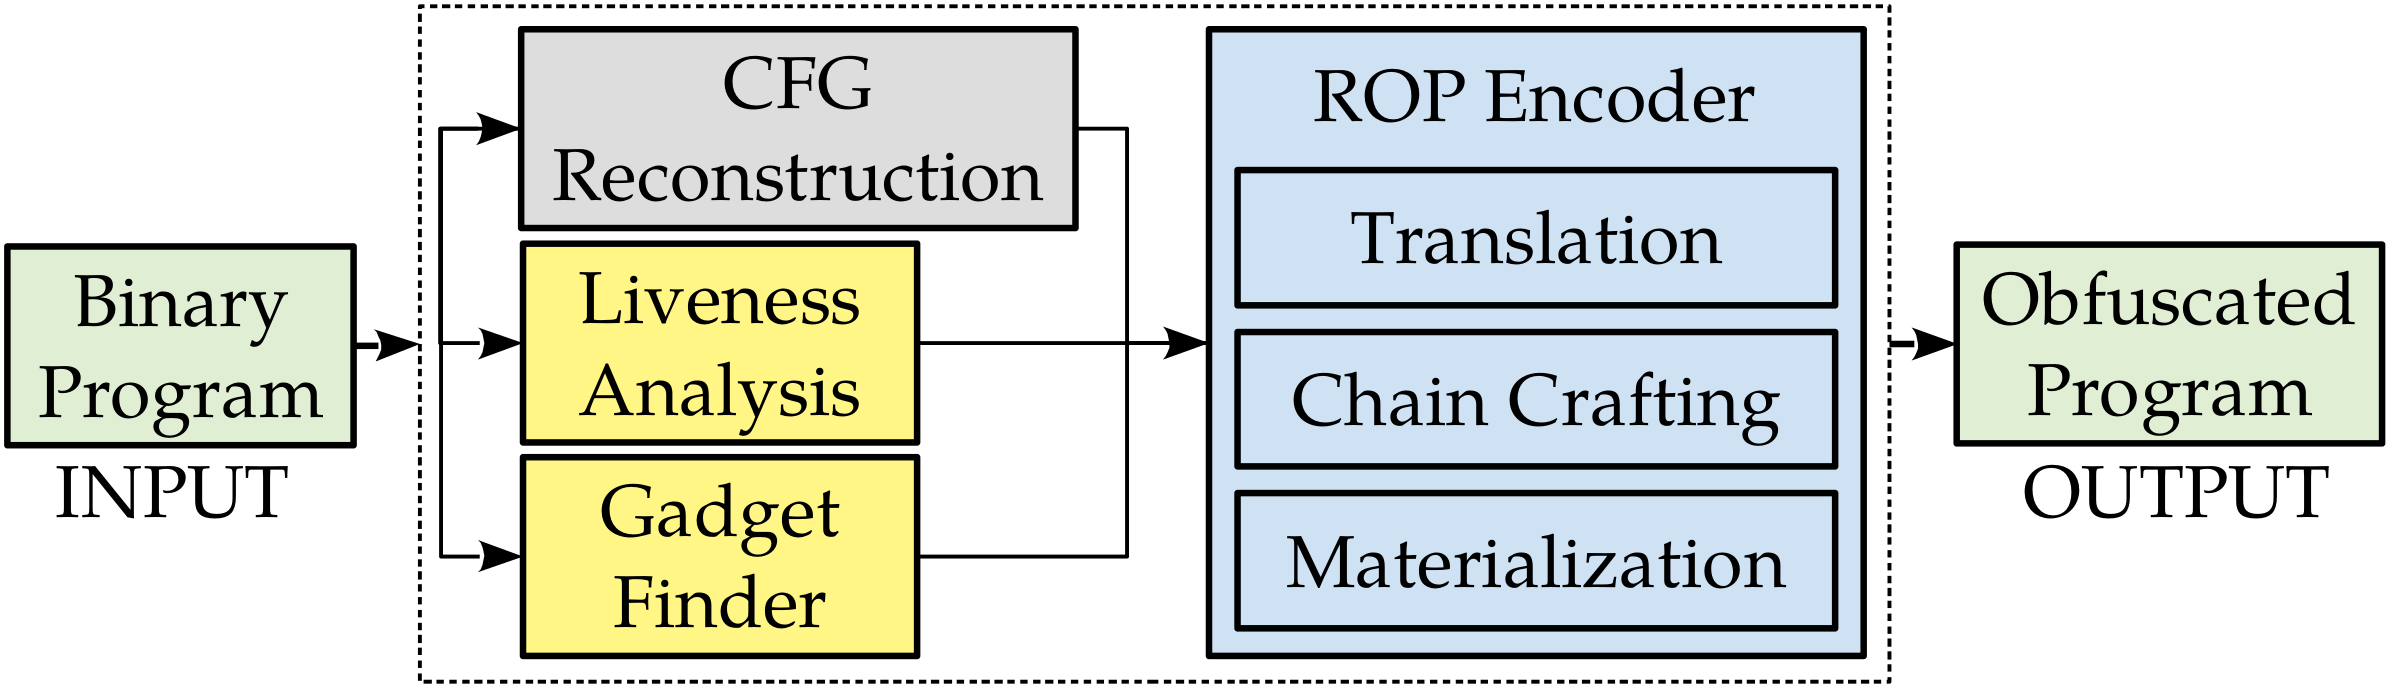 Binary
Program
INPUT
CFG
Reconstruction
Liveness
Analysis
Gadget
Finder
ROP Encoder
Translation
Chain Crafting
Materialization
Obfuscated
Program
OUTPUT